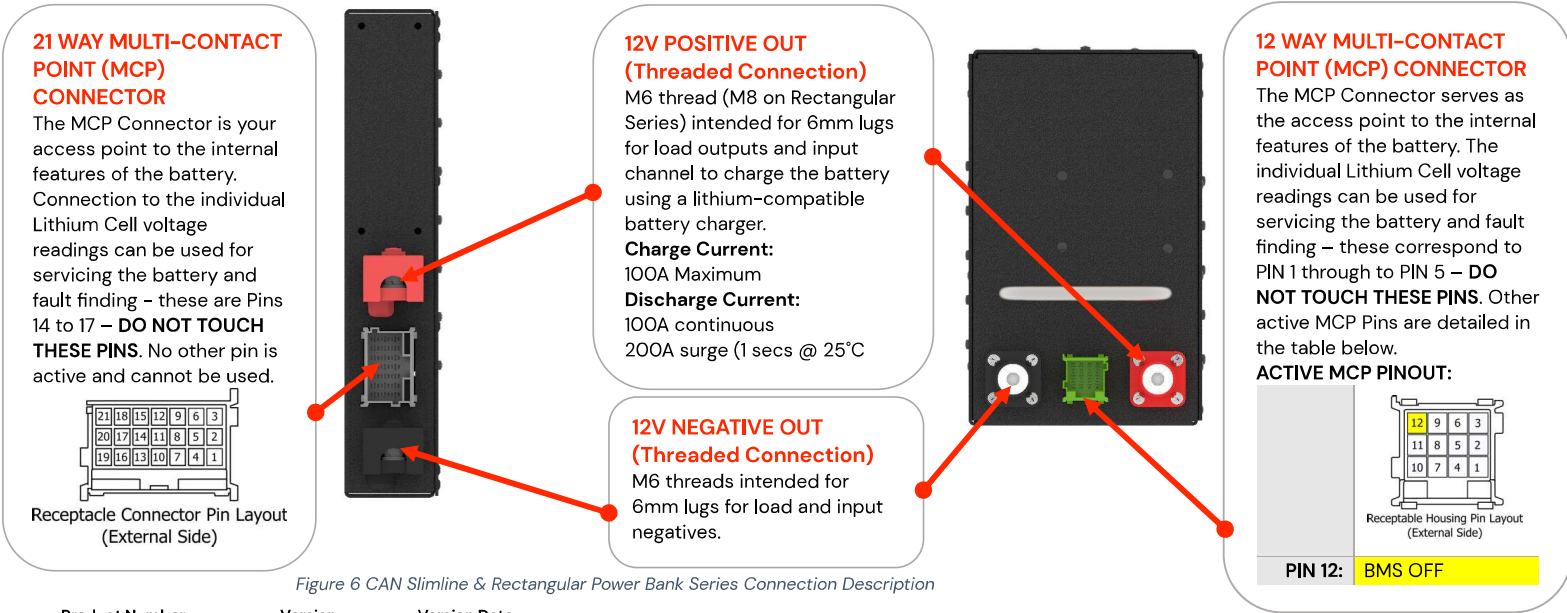 21 WAY MULTI-CONTACT
POINT (MCP)
CONNECTOR
The MCP Connector is your
access point to the internal
features of the battery.
Connection to the individual
Lithium Cell voltage
readings can be used for
servicing the battery and
fault finding - these are Pins
14 to 17 – DO NOT TOUCH
THESE PINS. No other pin is
active and cannot be used.
21 18 15 12 9 6 3
20 17 14 11 8 5 2
19 16 13 10 7 4 1
Receptacle Connector Pin Layout
(External Side)
12V POSITIVE OUT
(Threaded Connection)
M6 thread (M8 on Rectangular
Series) intended for 6mm lugs
for load outputs and input
channel to charge the battery
using a lithium-compatible
battery charger.
Charge Current:
100A Maximum
Discharge Current:
100A continuous
200A surge (1 secs @ 25°C
12V NEGATIVE OUT
(Threaded Connection)
M6 threads intended for
6mm lugs for load and input
negatives.
12 WAY MULTI-CONTACT
POINT (MCP) CONNECTOR
The MCP Connector serves as
the access point to the internal
features of the battery. The
individual Lithium Cell voltage
readings can be used for
servicing the battery and fault
finding – these correspond to
PIN 1 through to PIN 5 – DO
NOT TOUCH THESE PINS. Other
active MCP Pins are detailed in
the table below.
ACTIVE MCP PINOUT:
12 9 6 3
11 8 5 2
10 7 4 1
Receptable Housing Pin Layout
(External Side)
PIN 12: BMS OFF
Figure 6 CAN Slimline & Rectangular Power Bank Series Connection Description
Product Number Version Version Date